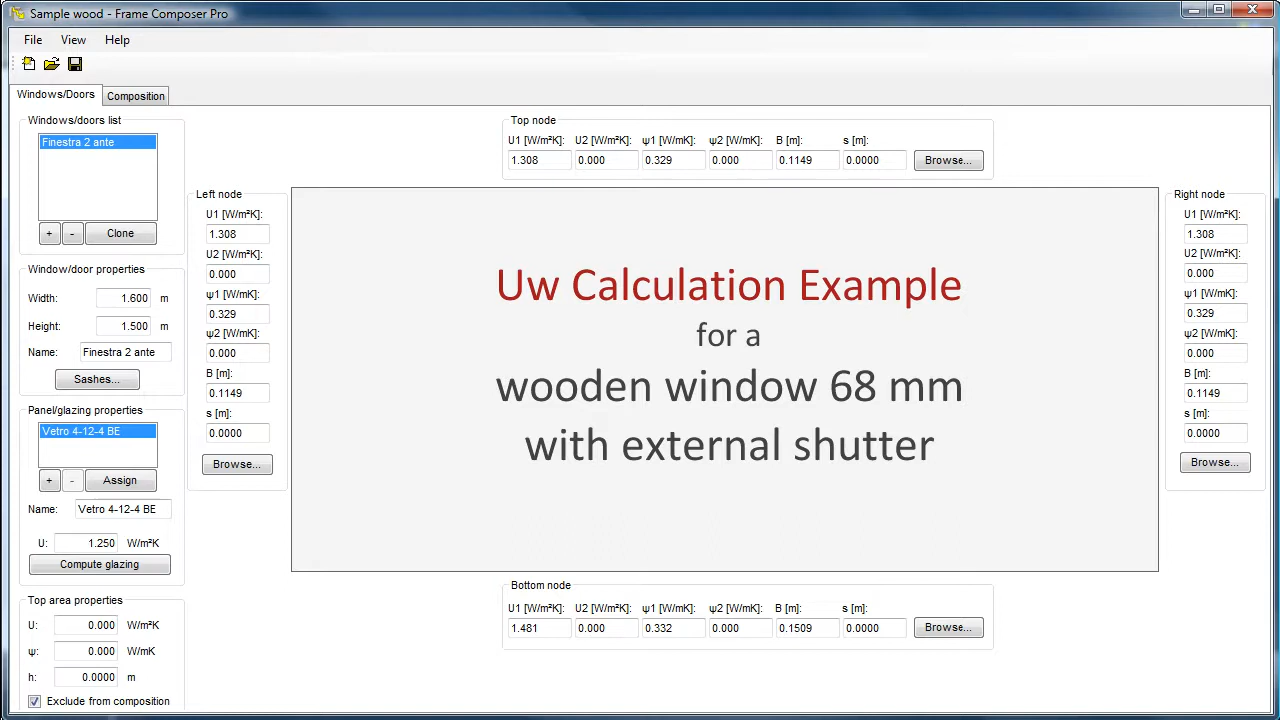 Sample wood - Frame Composer Pro
File View Help
Windows/Doors Composition
Windows/doors list
Finestra 2 ante
+ - Clone
Window/door properties
Width: 1.600 m
Height: 1.500 m
Name: Finestra 2 ante
Sashes...
Panel/glazing properties
Vetro 4-12-4 BE
+ - Assign
Name: Vetro 4-12-4 BE
U: 1.250 W/m²K
Compute glazing
Top area properties
U: 0.000 W/m²K
ψ: 0.000 W/mK
h: 0.0000 m
Exclude from composition
Left node
U1 [W/m²K]:
1.308
U2 [W/m²K]:
0.000
ψ1 [W/mK]:
0.329
ψ2 [W/mK]:
0.000
B [m]:
0.1149
s [m]:
0.0000
Browse...
Top node
U1 [W/m²K]: U2 [W/m²K]: ψ1 [W/mK]: ψ2 [W/mK]: B [m]: s [m]:
1.308 0.000 0.329 0.000 0.1149 0.0000 Browse...
Uw Calculation Example
for a
wooden window 68 mm
with external shutter
Bottom node
U1 [W/m²K]: U2 [W/m²K]: ψ1 [W/mK]: ψ2 [W/mK]: B [m]: s [m]:
1.481 0.000 0.332 0.000 0.1509 0.0000 Browse...
Right node
U1 [W/m²K]:
1.308
U2 [W/m²K]:
0.000
ψ1 [W/mK]:
0.329
ψ2 [W/mK]:
0.000
B [m]:
0.1149
s [m]:
0.0000
Browse...